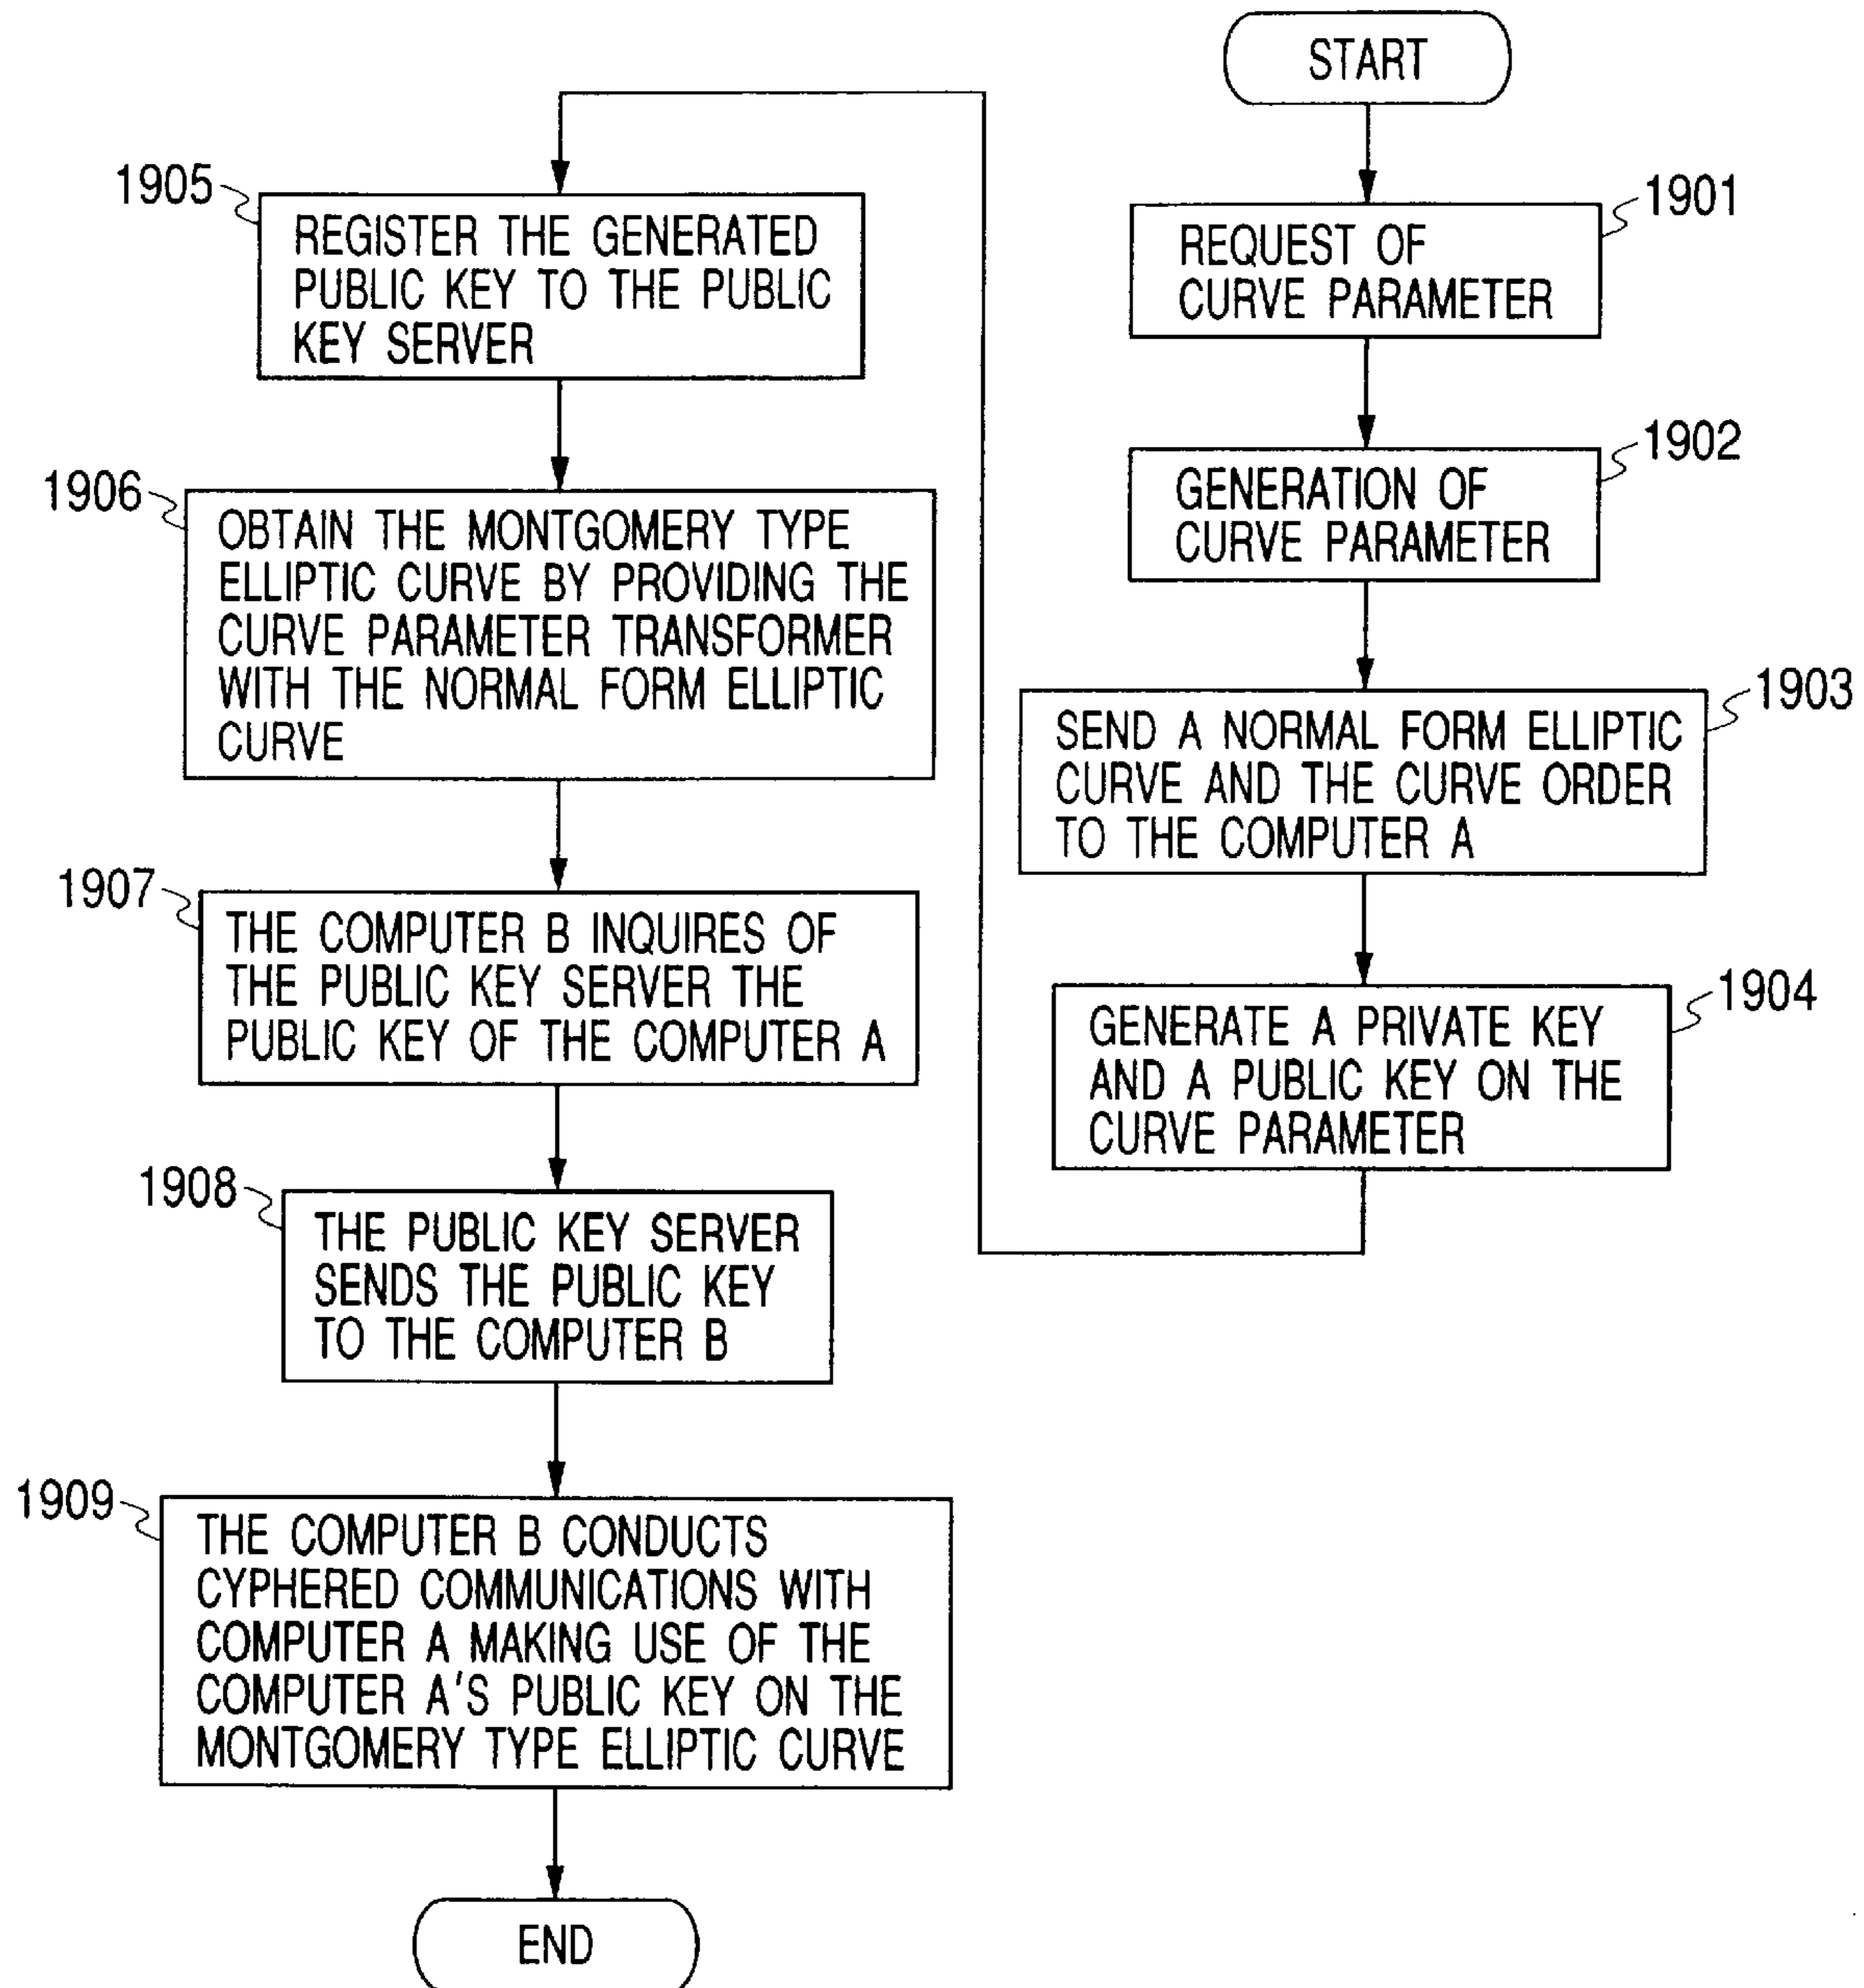 START
1901
REQUEST OF
CURVE PARAMETER
1902
GENERATION OF
CURVE PARAMETER
1903
SEND A NORMAL FORM ELLIPTIC
CURVE AND THE CURVE ORDER
TO THE COMPUTER A
1904
GENERATE A PRIVATE KEY
AND A PUBLIC KEY ON THE
CURVE PARAMETER
1905
REGISTER THE GENERATED
PUBLIC KEY TO THE PUBLIC
KEY SERVER
1906
OBTAIN THE MONTGOMERY TYPE
ELLIPTIC CURVE BY PROVIDING THE
CURVE PARAMETER TRANSFORMER
WITH THE NORMAL FORM ELLIPTIC
CURVE
1907
THE COMPUTER B INQUIRES OF
THE PUBLIC KEY SERVER THE
PUBLIC KEY OF THE COMPUTER A
1908
THE PUBLIC KEY SERVER
SENDS THE PUBLIC KEY
TO THE COMPUTER B
1909
THE COMPUTER B CONDUCTS
CYPHERED COMMUNICATIONS WITH
COMPUTER A MAKING USE OF THE
COMPUTER A'S PUBLIC KEY ON THE
MONTGOMERY TYPE ELLIPTIC CURVE
END